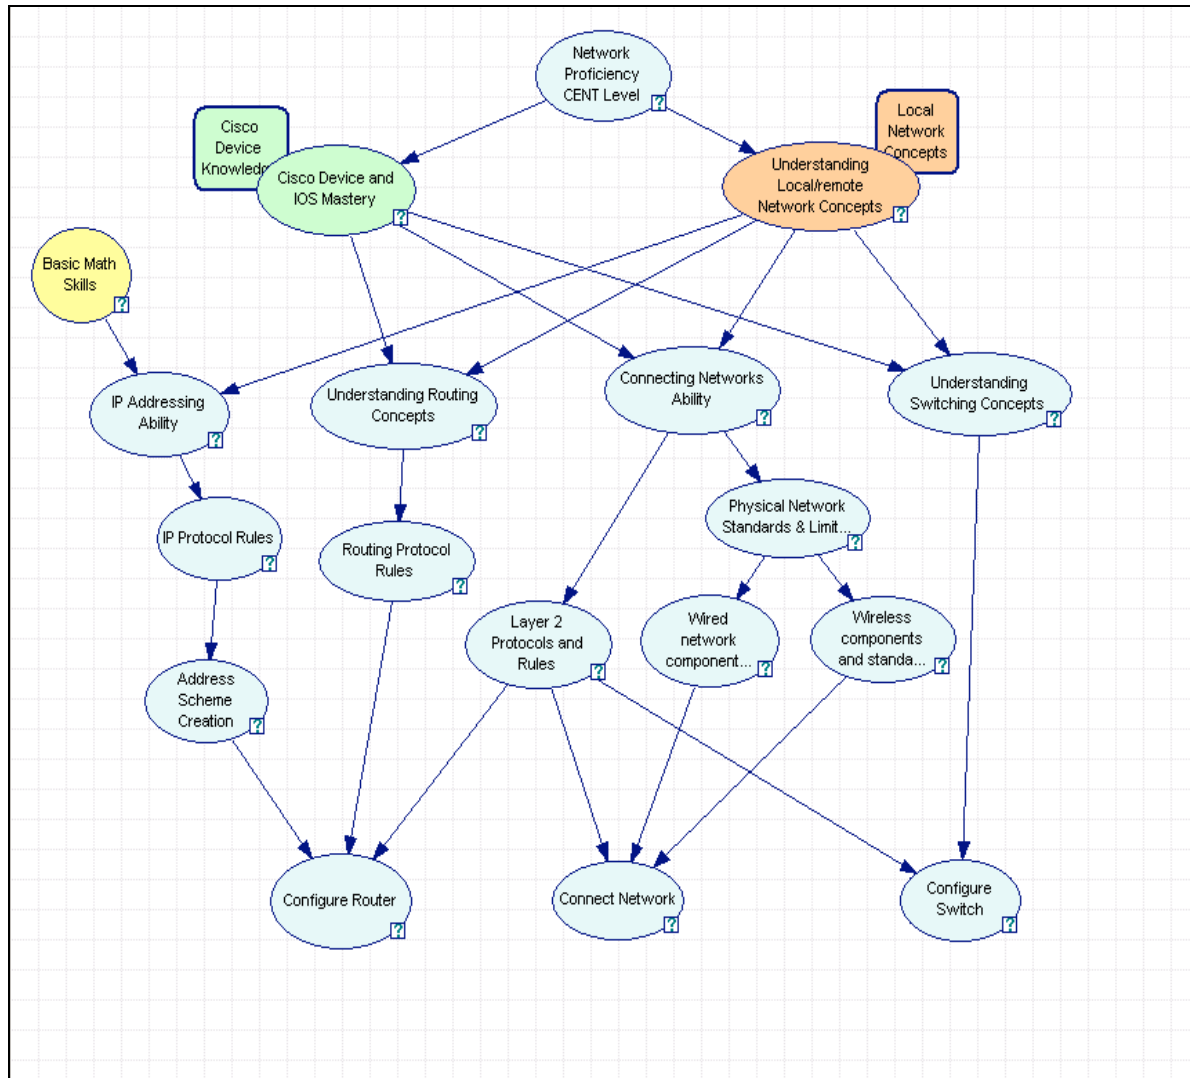 Network
Proficiency
CENT Level
?
Cisco
Device
Knowledge
Local
Network
Concepts
Cisco Device and
IOS Mastery
?
Understanding
Local/remote
Network Concepts
?
Basic Math
Skills
?
IP Addressing
Ability
?
Understanding Routing
Concepts
?
Connecting Networks
Ability
?
Understanding
Switching Concepts
?
Physical Network
Standards & Limit...
?
IP Protocol Rules
?
Routing Protocol
Rules
?
Layer 2
Protocols and
Rules
?
Wired
network
component...
?
Wireless
components
and standa...
?
Address
Scheme
Creation
?
Configure Router
?
Connect Network
?
Configure
Switch
?